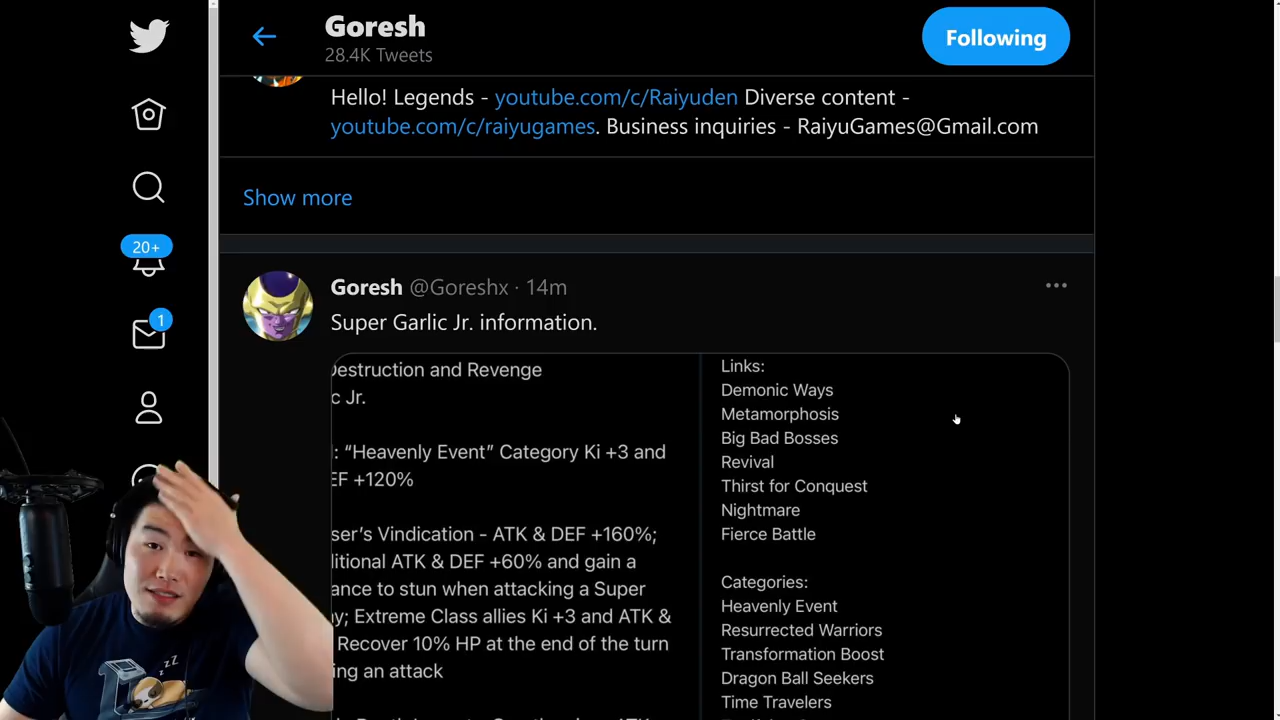 Goresh
28.4K Tweets
Following
Hello! Legends - youtube.com/c/Raiyuden Diverse content -
youtube.com/c/raiyugames. Business inquiries - RaiyuGames@Gmail.com
Show more
20+
1
Goresh @Goreshx · 14m
Super Garlic Jr. information.
Destruction and Revenge
c Jr.
: “Heavenly Event” Category Ki +3 and
EF +120%
ser’s Vindication - ATK & DEF +160%;
litional ATK & DEF +60% and gain a
ance to stun when attacking a Super
y; Extreme Class allies Ki +3 and ATK &
Recover 10% HP at the end of the turn
ing an attack
Links:
Demonic Ways
Metamorphosis
Big Bad Bosses
Revival
Thirst for Conquest
Nightmare
Fierce Battle
Categories:
Heavenly Event
Resurrected Warriors
Transformation Boost
Dragon Ball Seekers
Time Travelers